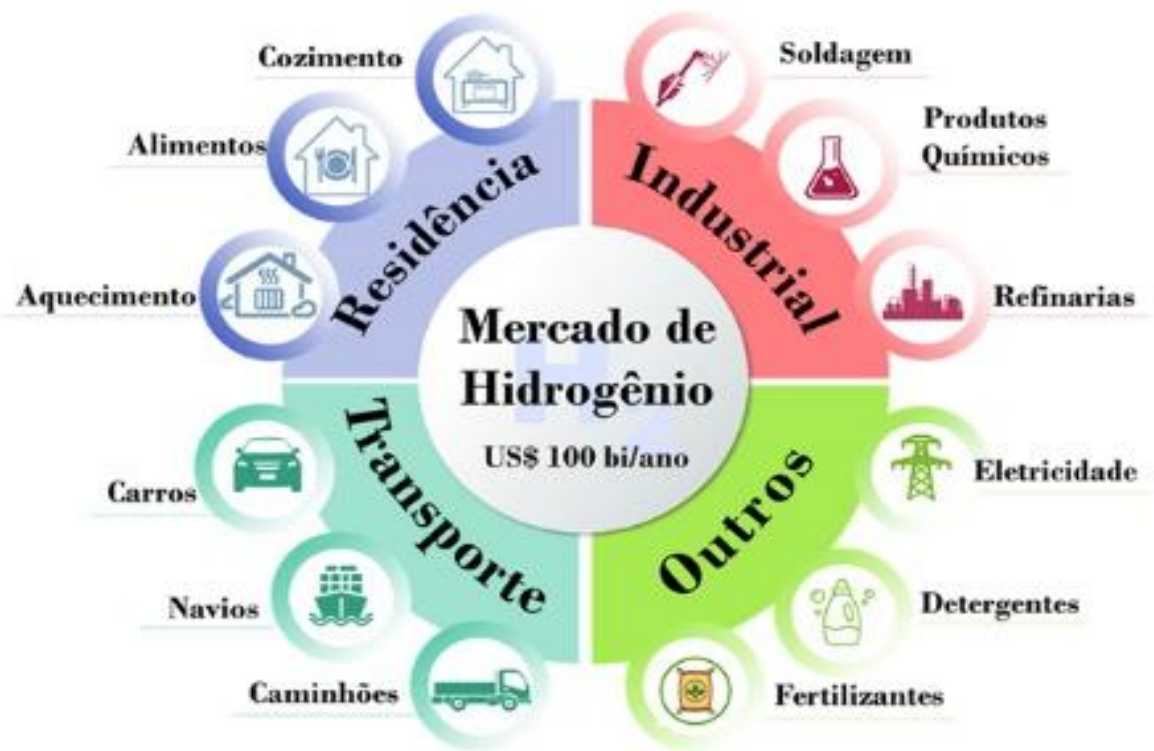 Cozimento
Alimentos
Aquecimento
Residência
Soldagem
Produtos
Químicos
Refinarias
Industrial
Mercado de
Hidrogênio
US$ 100 bi/ano
H2
Transporte
Carros
Navios
Caminhões
Outros
Eletricidade
Detergentes
Fertilizantes